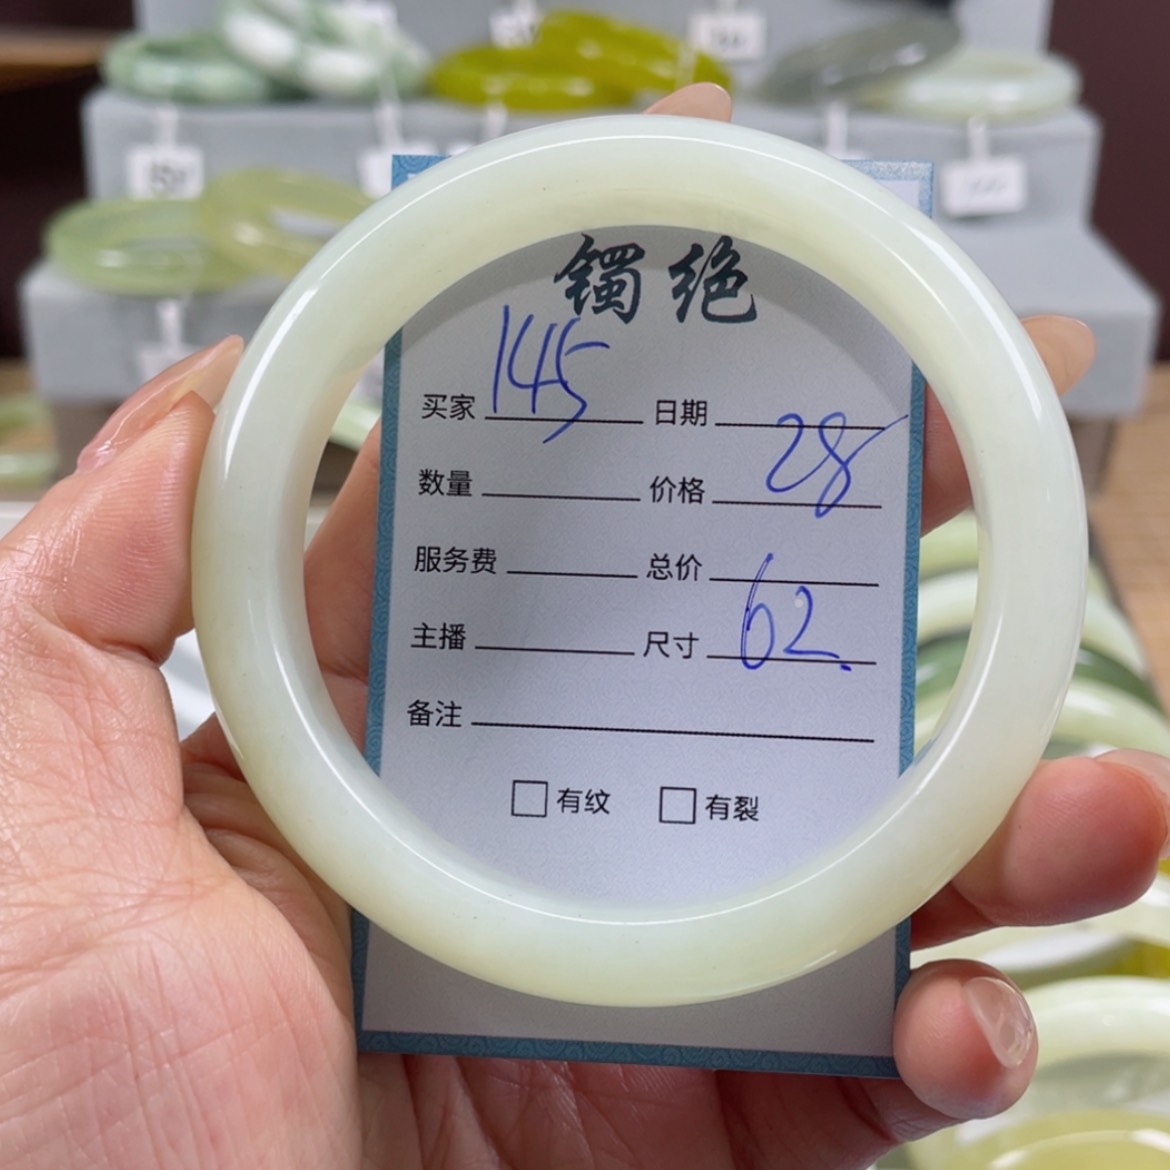 镯绝
买家 145 日期
数量 价格 28
服务费 总价
主播 尺寸 62.
备注
□有纹 □有裂